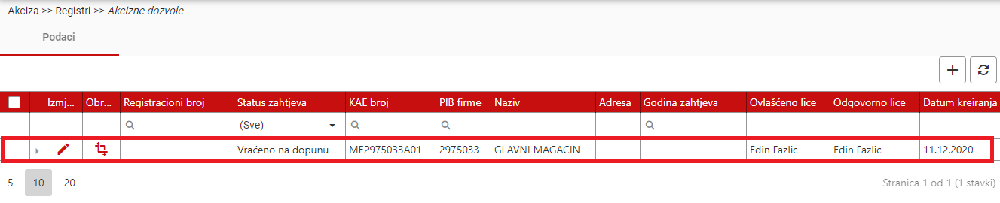 Akciza >> Registri >> Akcizne dozvole
Podaci
Izmj... Obr... Registracioni broj Status zahtjeva KAE broj PIB firme Naziv Adresa Godina zahtjeva Ovlašćeno lice Odgovorno lice Datum kreiranja
(Sve)
Vraćeno na dopunu ME2975033A01 2975033 GLAVNI MAGACIN Edin Fazlic Edin Fazlic 11.12.2020
5 10 20 Stranica 1 od 1 (1 stavki)